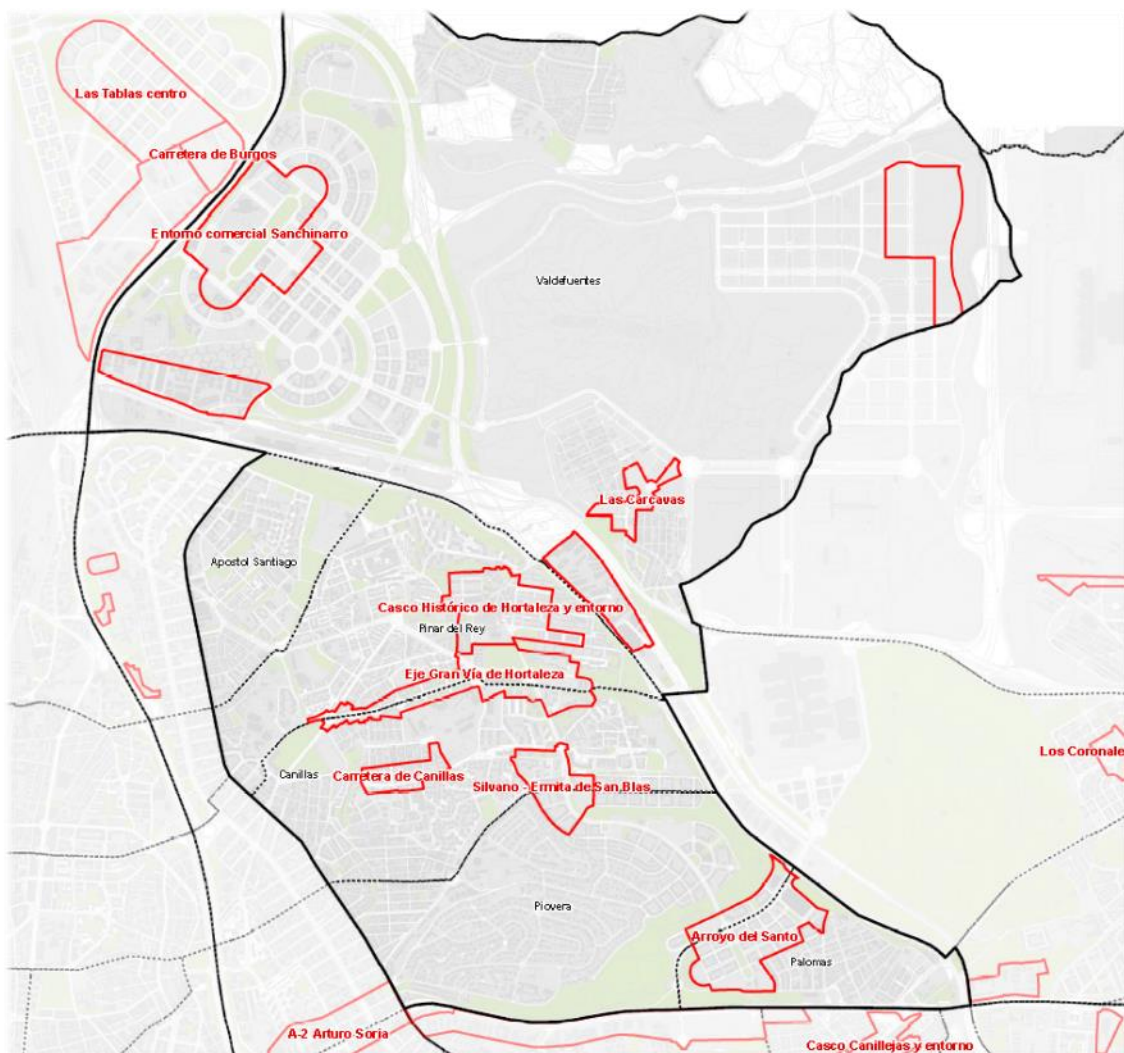 Las Tablas centro
Carretera de Burgos
Entorno comercial Sanchinarro
Valdefuentes
Las Carcavas
Apostol Santiago
Casco Histórico de Hortaleza y entorno
Pinar del Rey
Eje Gran Vía de Hortaleza
Los Coronale
Canillas
Carretera de Canillas
Silvano - Ermita de San Blas
Piovera
Arroyo del Santo
Palomas
A-2 Arturo Soria
Casco Canillejas y entorno